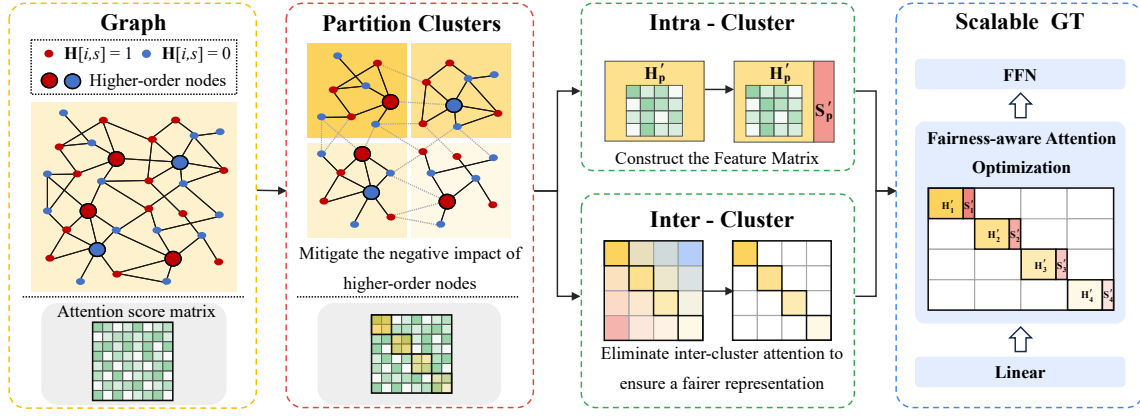 Graph
H[i,s] = 1 H[i,s] = 0
Higher-order nodes
Attention score matrix
Partition Clusters
Mitigate the negative impact of
higher-order nodes
Intra - Cluster
H′p H′p
S′p
Construct the Feature Matrix
Inter - Cluster
Eliminate inter-cluster attention to
ensure a fairer representation
Scalable GT
FFN
Fairness-aware Attention
Optimization
H′1 S′1
H′2 S′2
H′3 S′3
H′4 S′4
Linear